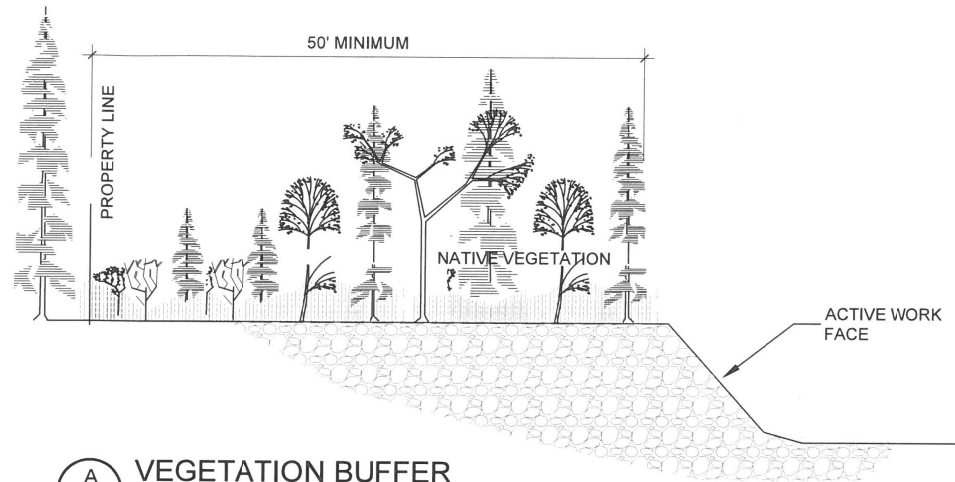 50' MINIMUM
PROPERTY LINE
NATIVE VEGETATION
ACTIVE WORK
FACE
A
VEGETATION BUFFER